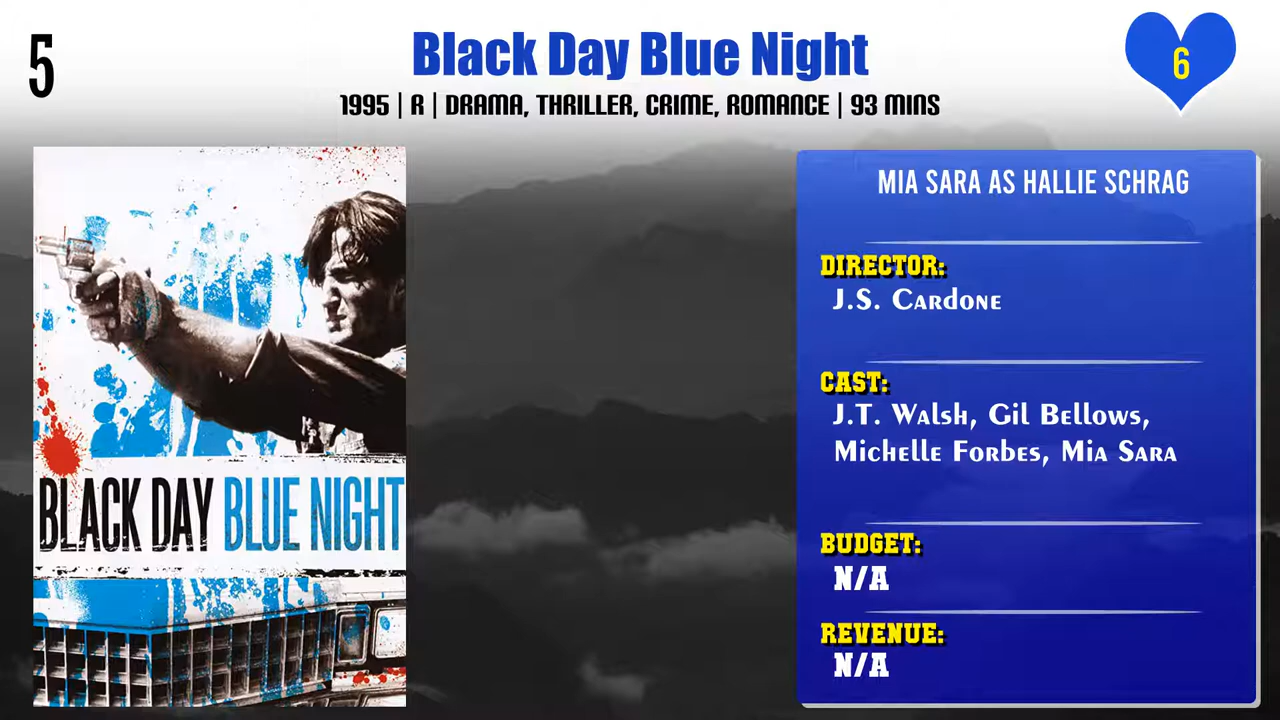 5
Black Day Blue Night
6
1995 | R | DRAMA, THRILLER, CRIME, ROMANCE | 93 MINS
BLACK DAY BLUE NIGHT
MIA SARA AS HALLIE SCHRAG
DIRECTOR:
J.S. Cardone
CAST:
J.T. Walsh, Gil Bellows,
Michelle Forbes, Mia Sara
BUDGET:
N/A
REVENUE:
N/A